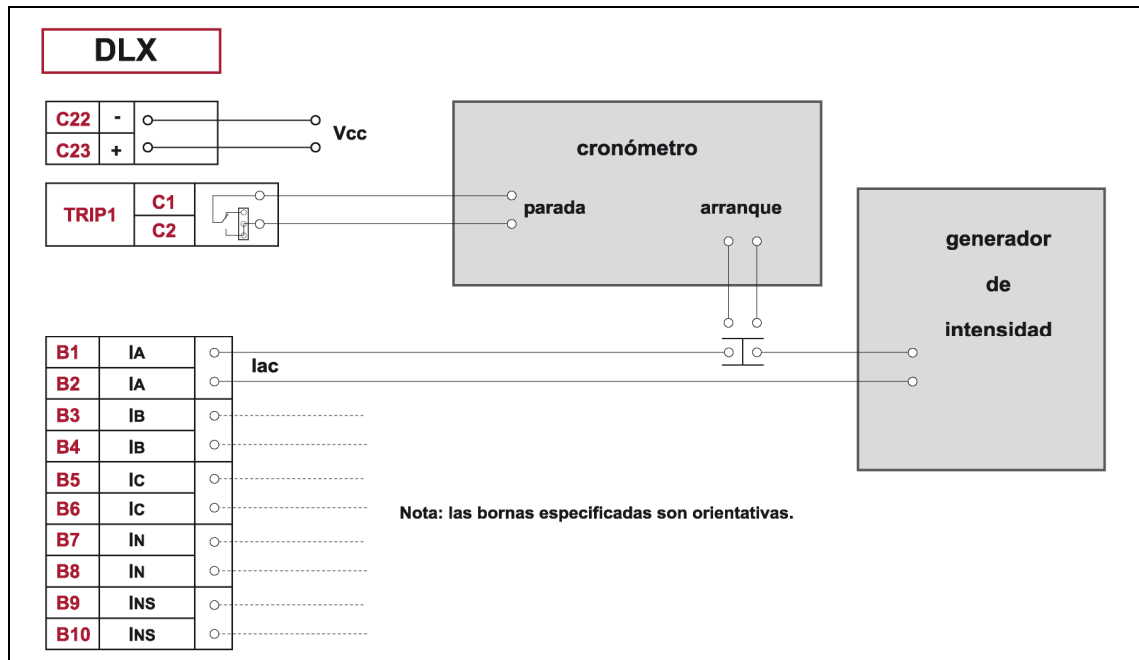 DLX
C22 -
C23 +
Vcc
TRIP1 C1
C2
cronómetro
parada arranque
generador
de
intensidad
B1 IA
B2 IA
Iac
B3 IB
B4 IB
B5 IC
B6 IC
B7 IN
B8 IN
B9 INS
B10 INS
Nota: las bornas especificadas son orientativas.